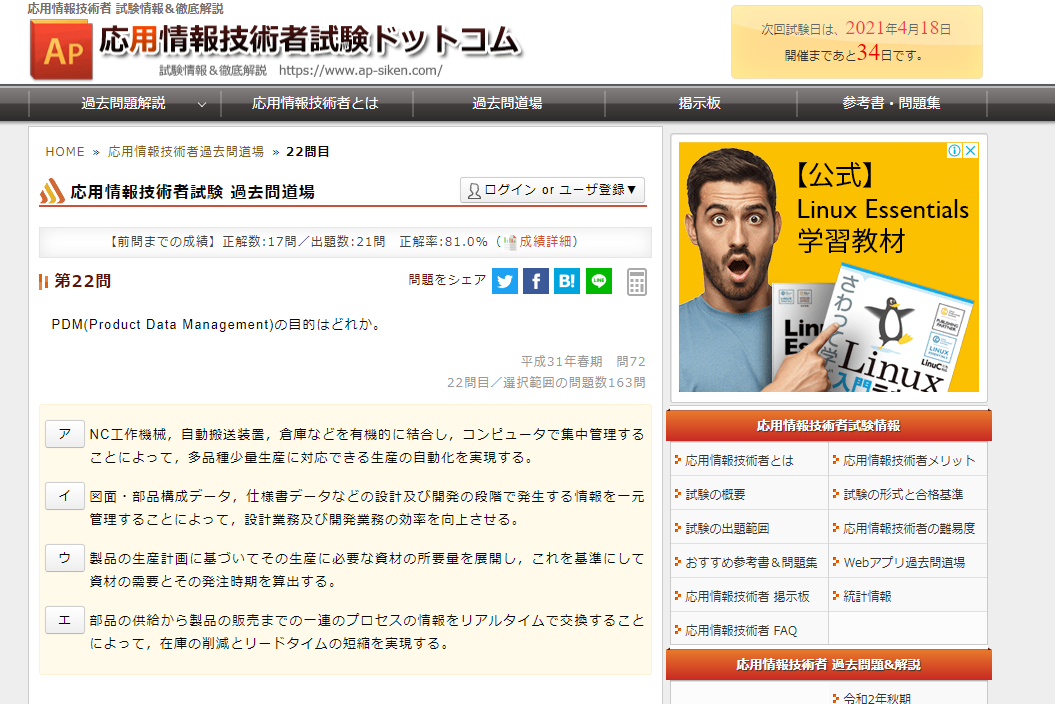 応用情報技術者 試験情報&徹底解説
AP
応用情報技術者試験ドットコム
試験情報&徹底解説 https://www.ap-siken.com/
次回試験日は、2021年4月18日
開催まであと34日です。
過去問題解説
応用情報技術者とは
過去問道場
掲示板
参考書・問題集
HOME » 応用情報技術者過去問道場 » 22問目
応用情報技術者試験 過去問道場
ログイン or ユーザ登録▼
【前問までの成績】正解数:17問/出題数:21問 正解率:81.0% (成績詳細)
第22問
問題をシェア
B!
LINE
PDM(Product Data Management)の目的はどれか。
平成31年春期 問72
22問目/選択範囲の問題数163問
ア NC工作機械，自動搬送装置，倉庫などを有機的に結合し，コンピュータで集中管理する
ことによって，多品種少量生産に対応できる生産の自動化を実現する。
イ 図面・部品構成データ，仕様書データなどの設計及び開発の段階で発生する情報を一元
管理することによって，設計業務及び開発業務の効率を向上させる。
ウ 製品の生産計画に基づいてその生産に必要な資材の所要量を展開し，これを基準にして
資材の需要とその発注時期を算出する。
エ 部品の供給から製品の販売までの一連のプロセスの情報をリアルタイムで交換すること
によって，在庫の削減とリードタイムの短縮を実現する。
【公式】
Linux Essentials
学習教材
さわって学
Linux
入門
LINUX
LinuC
応用情報技術者試験情報
応用情報技術者とは
応用情報技術者メリット
試験の概要
試験の形式と合格基準
試験の出題範囲
応用情報技術者の難易度
おすすめ参考書&問題集
Webアプリ過去問道場
応用情報技術者 掲示板
統計情報
応用情報技術者 FAQ
応用情報技術者 過去問題&解説
令和2年秋期